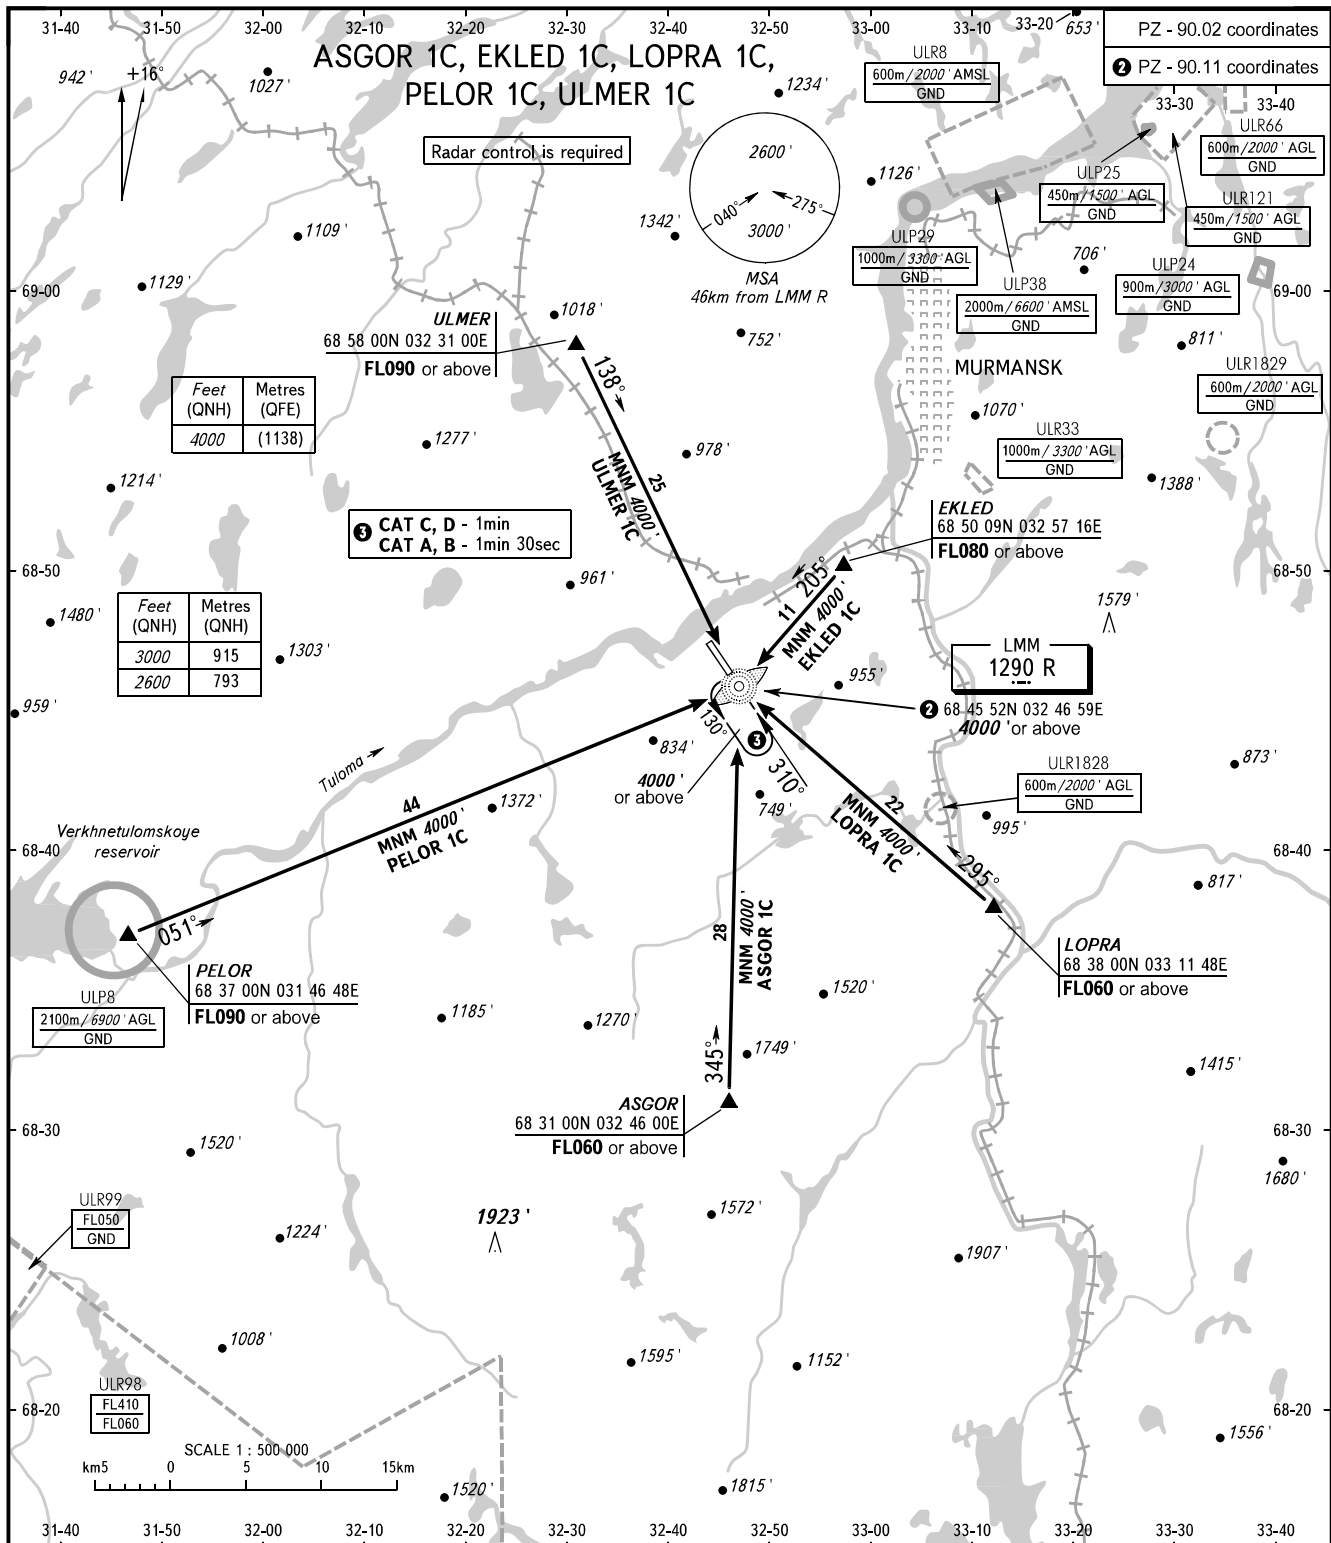 31-40 31-50 32-00 32-10 32-20 32-30 32-40 32-50 33-00 33-10 33-20 653'
PZ - 90.02 coordinates
2 PZ - 90.11 coordinates
33-30 33-40
ASGOR 1C, EKLED 1C, LOPRA 1C,
PELOR 1C, ULMER 1C
Radar control is required
942'
+16°
1027'
1234'
ULR8
600m/2000' AMSL
GND
ULR66
600m/2000' AGL
GND
ULP25
450m/1500' AGL
GND
ULR121
450m/1500' AGL
GND
2600'
040°
275°
3000'
MSA
46km from LMM R
1126'
1342'
1109'
1129'
ULP29
1000m/3300' AGL
GND
706'
ULP24
900m/3000' AGL
GND
ULP38
2000m/6600' AMSL
GND
69-00
69-00
ULMER
68 58 00N 032 31 00E
FL090 or above
1018'
752'
811'
MURMANSK
ULR1829
600m/2000' AGL
GND
Feet (QNH) Metres (QFE)
4000 (1138)
138°
25
MNM 4000'
ULMER 1C
1277'
978'
1070'
ULR33
1000m/3300' AGL
GND
1214'
1388'
3 CAT C, D - 1min
CAT A, B - 1min 30sec
EKLED
68 50 09N 032 57 16E
FL080 or above
68-50
68-50
961'
205°
11
MNM 4000'
EKLED 1C
1579'
Feet (QNH) Metres (QNH)
3000 915
2600 793
1480'
1303'
959'
955'
LMM
1290 R
2 68 45 52N 032 46 59E
4000' or above
130°
3
310°
834'
4000'
or above
749'
873'
Tuloma
ULR1828
600m/2000' AGL
GND
995'
44
MNM 4000'
PELOR 1C
1372'
22
MNM 4000'
LOPRA 1C
295°
Verkhnetulomskoye
reservoir
68-40
68-40
817'
051°
28
MNM 4000'
ASGOR 1C
345°
PELOR
68 37 00N 031 46 48E
FL090 or above
LOPRA
68 38 00N 033 11 48E
FL060 or above
ULP8
2100m/6900' AGL
GND
1185'
1270'
1520'
1749'
1415'
ASGOR
68 31 00N 032 46 00E
FL060 or above
68-30
68-30
1520'
1680'
ULR99
FL050
GND
1224'
1923'
1572'
1907'
1008'
1595'
1152'
ULR98
FL410
FL060
68-20
68-20
1556'
SCALE 1 : 500 000
km5 0 5 10 15km
1520'
1815'
31-40 31-50 32-00 32-10 32-20 32-30 32-40 32-50 33-00 33-10 33-20 33-30 33-40